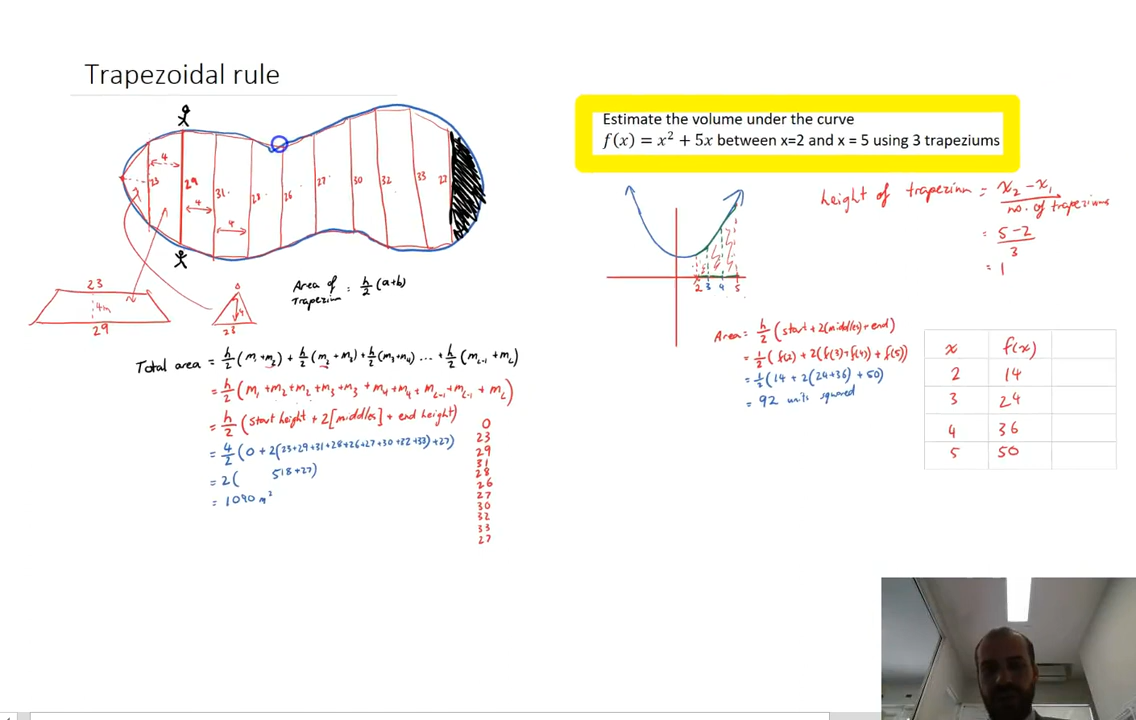 Trapezoidal rule
4
23
29
4
31
4
28
26
27
30
32
33
27
23
4m
29
0
4
23
Area of trapezium = h/2 (a+b)
Total area = h/2 (m₁+m₂) + h/2 (m₂+m₃) + h/2 (m₃+m₄) ... + h/2 (m_L-1 + m_L)
= h/2 (m₁ + m₂ + m₂ + m₃ + m₃ + m₄ + m₄ + m_L-1 + m_L-1 + m_L)
= h/2 (start height + 2[middles] + end height)
= 4/2 (0 + 2(23+29+31+28+26+27+30+32+33)+27)
= 2( 518+27)
= 1090 m²
0
23
29
31
28
26
27
30
32
33
27
Estimate the volume under the curve
f(x) = x² + 5x between x=2 and x = 5 using 3 trapeziums
2 3 4 5
height of trapezium = x₂ - x₁ / no. of trapeziums
= 5-2 / 3
= 1
Area = h/2 (start + 2(middles) + end)
= 1/2 (f(2) + 2(f(3)+f(4)) + f(5))
= 1/2 (14 + 2(24+36) + 50)
= 92 units squared
x f(x)
2 14
3 24
4 36
5 50